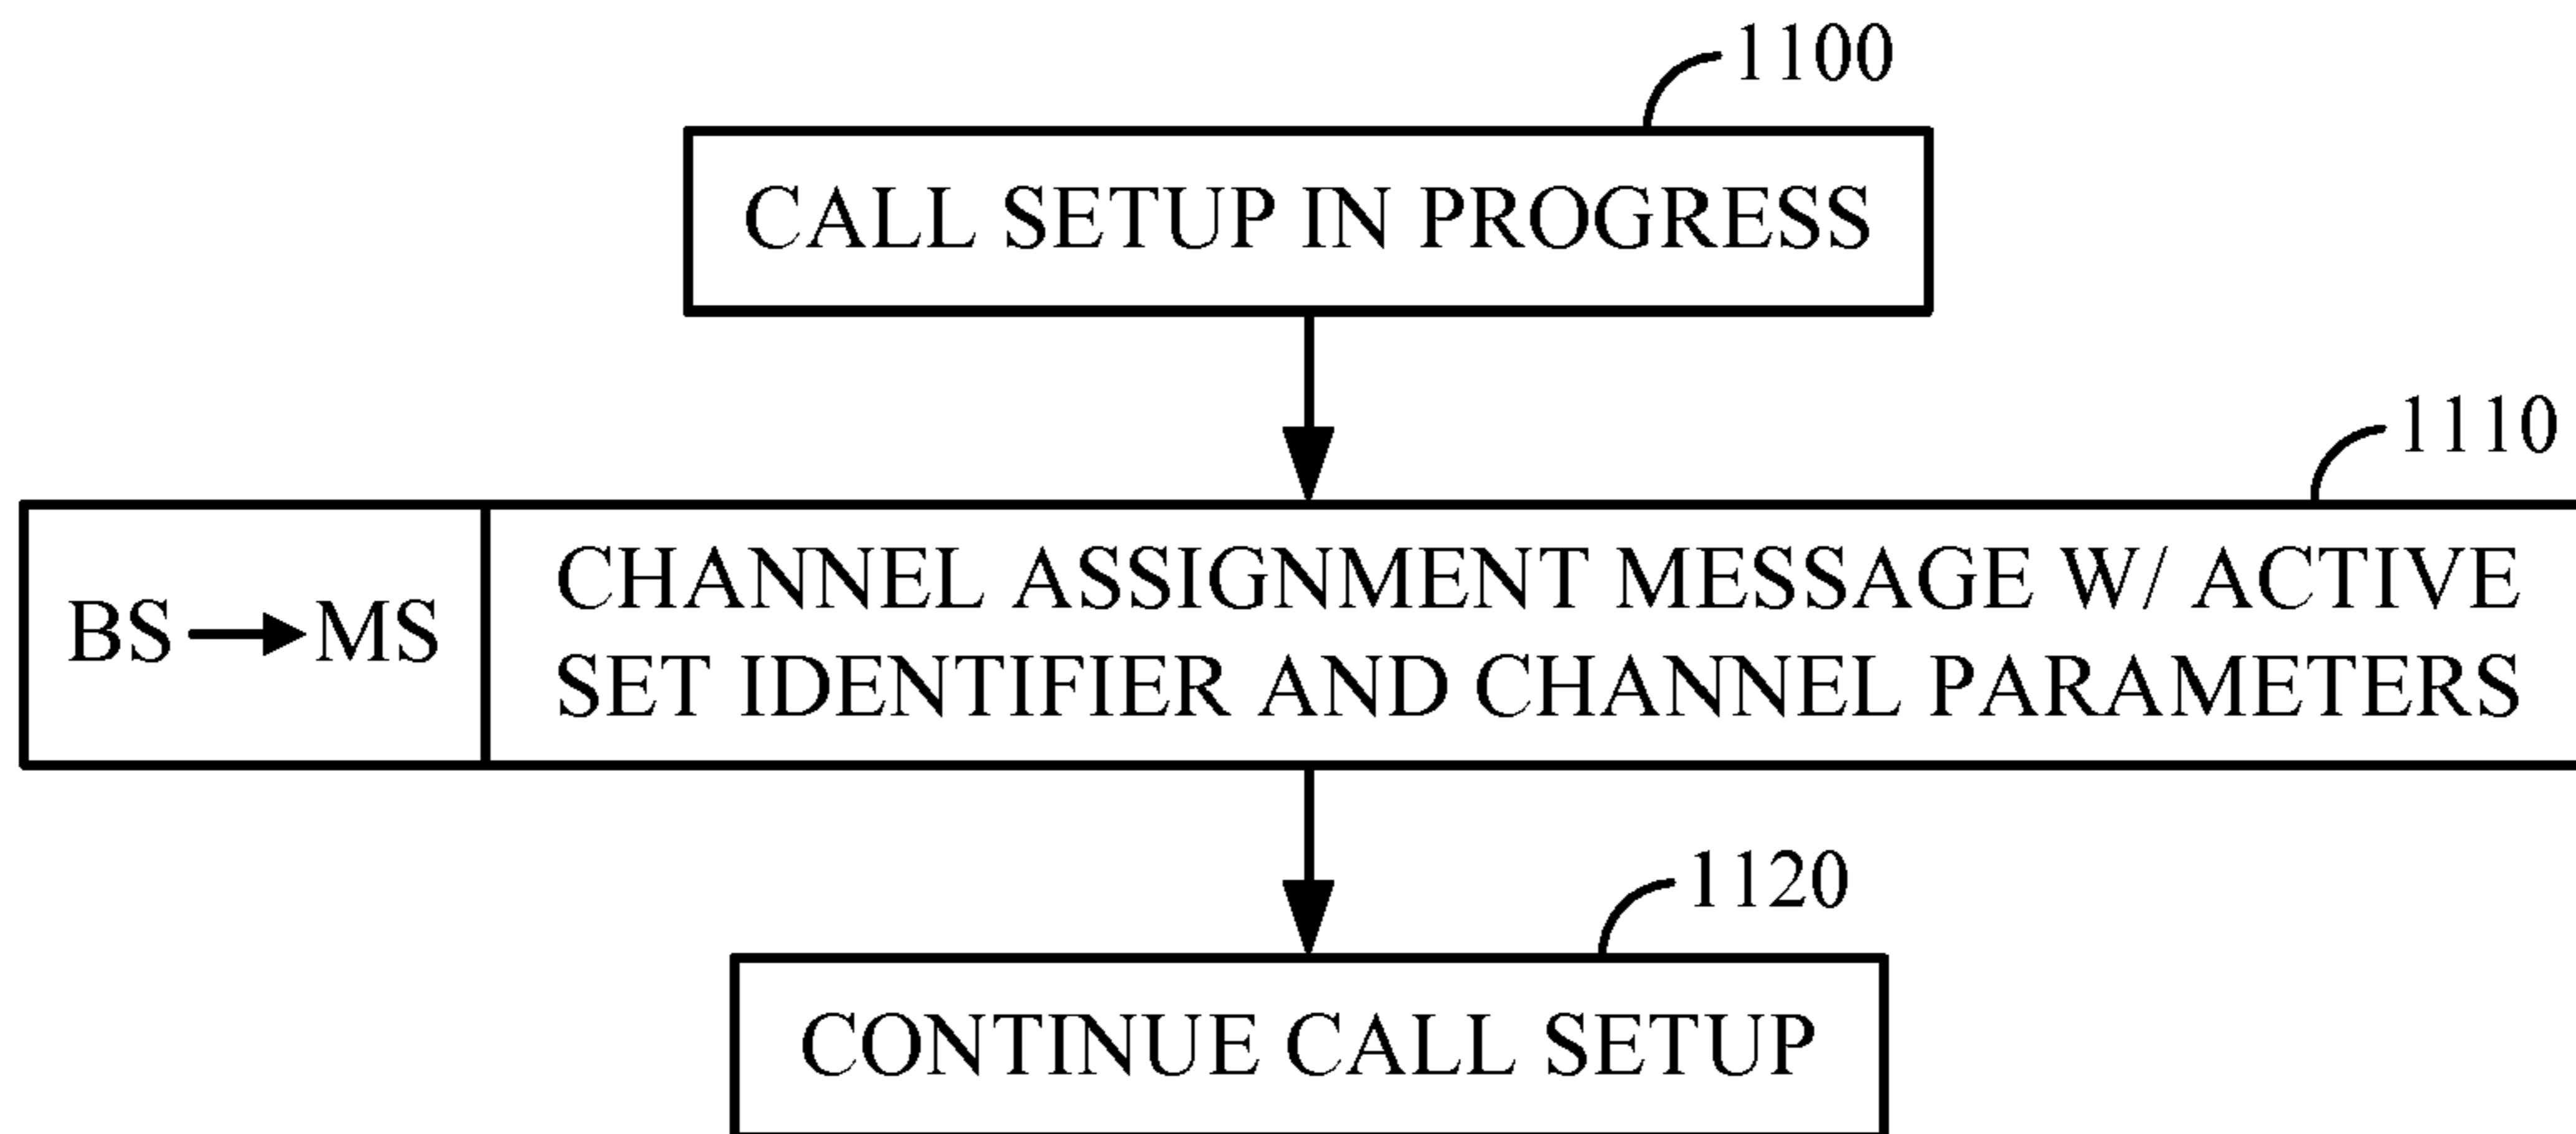 1100
CALL SETUP IN PROGRESS
1110
BS → MS
CHANNEL ASSIGNMENT MESSAGE W/ ACTIVE
SET IDENTIFIER AND CHANNEL PARAMETERS
1120
CONTINUE CALL SETUP